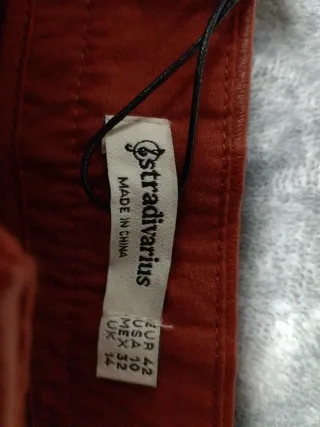 stradivarius
MADE IN CHINA
EUR 42
USA 10
MEX 32
UK 14